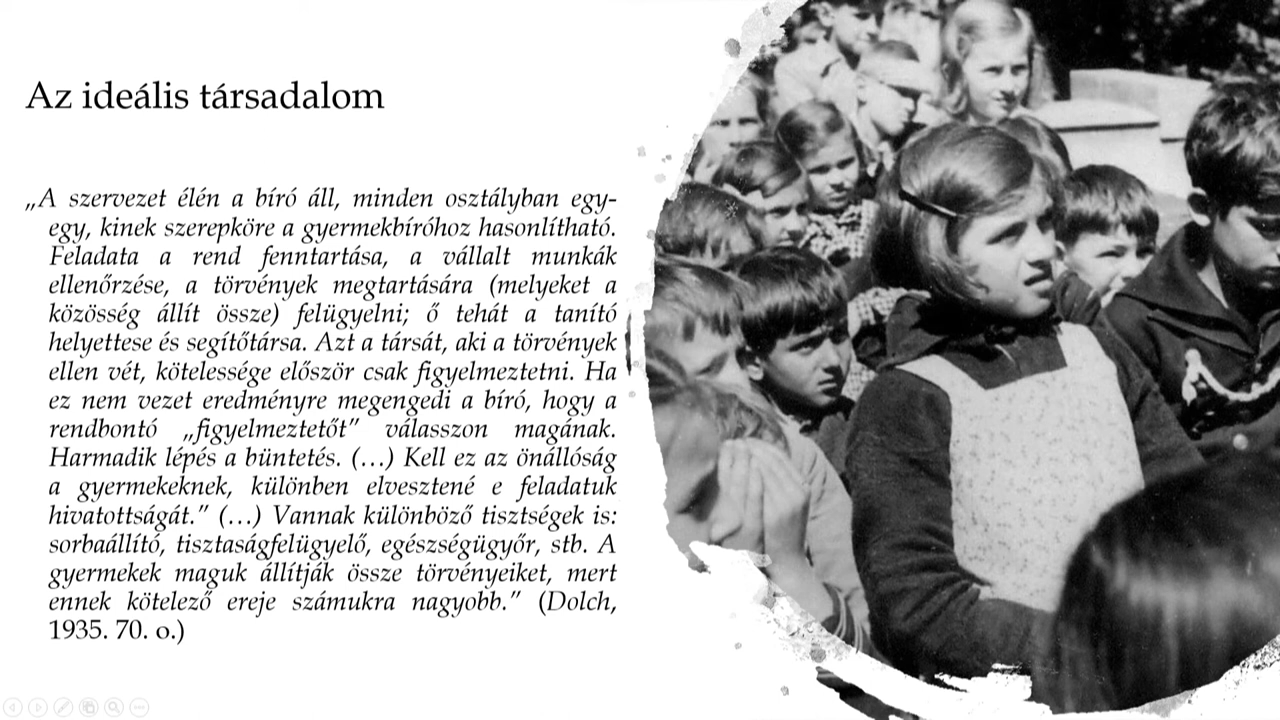 Az ideális társadalom
„A szervezet élén a bíró áll, minden osztályban egy-
egy, kinek szerepköre a gyermekbíróhoz hasonlítható.
Feladata a rend fenntartása, a vállalt munkák
ellenőrzése, a törvények megtartására (melyeket a
közösség állít össze) felügyelni; ő tehát a tanító
helyettese és segítőtársa. Azt a társát, aki a törvények
ellen vét, kötelessége először csak figyelmeztetni. Ha
ez nem vezet eredményre megengedi a bíró, hogy a
rendbontó „figyelmeztetőt” válasszon magának.
Harmadik lépés a büntetés. (…) Kell ez az önállóság
a gyermekeknek, különben elvesztené e feladatuk
hivatottságát.” (…) Vannak különböző tisztségek is:
sorbaállító, tisztaságfelügyelő, egészségügyőr, stb. A
gyermekek maguk állítják össze törvényeiket, mert
ennek kötelező ereje számukra nagyobb.” (Dolch,
1935. 70. o.)